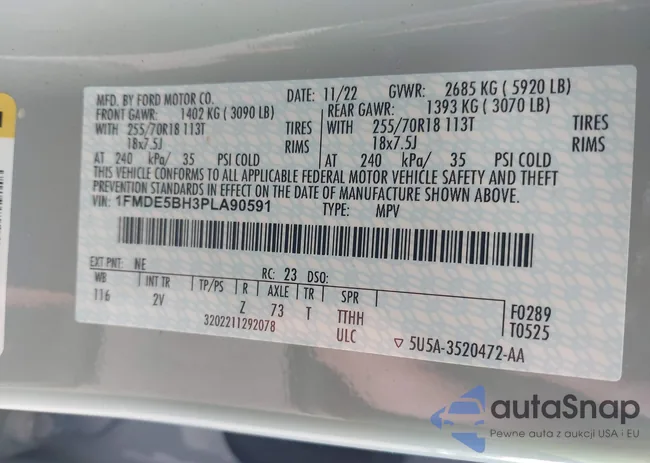 MFD. BY FORD MOTOR CO. DATE: 11/22 GVWR: 2685 KG ( 5920 LB)
FRONT GAWR: 1402 KG ( 3090 LB) REAR GAWR: 1393 KG ( 3070 LB)
WITH 255/70R18 113T TIRES WITH 255/70R18 113T TIRES
18x7.5J RIMS 18x7.5J RIMS
AT 240 kPa/ 35 PSI COLD AT 240 kPa/ 35 PSI COLD
THIS VEHICLE CONFORMS TO ALL APPLICABLE FEDERAL MOTOR VEHICLE SAFETY AND THEFT
PREVENTION STANDARDS IN EFFECT ON THE DATE OF MANUFACTURE SHOWN ABOVE.
VIN: 1FMDE5BH3PLA90591 TYPE: MPV
EXT PNT: NE RC: 23 DSO:
WB INT TR TP/PS R AXLE TR SPR
116 2V Z 73 T TTHH F0289
ULC T0525
3202211292078
▽ 5U5A-3520472-AA
autaSnap
Pewne auta z aukcji USA i EU